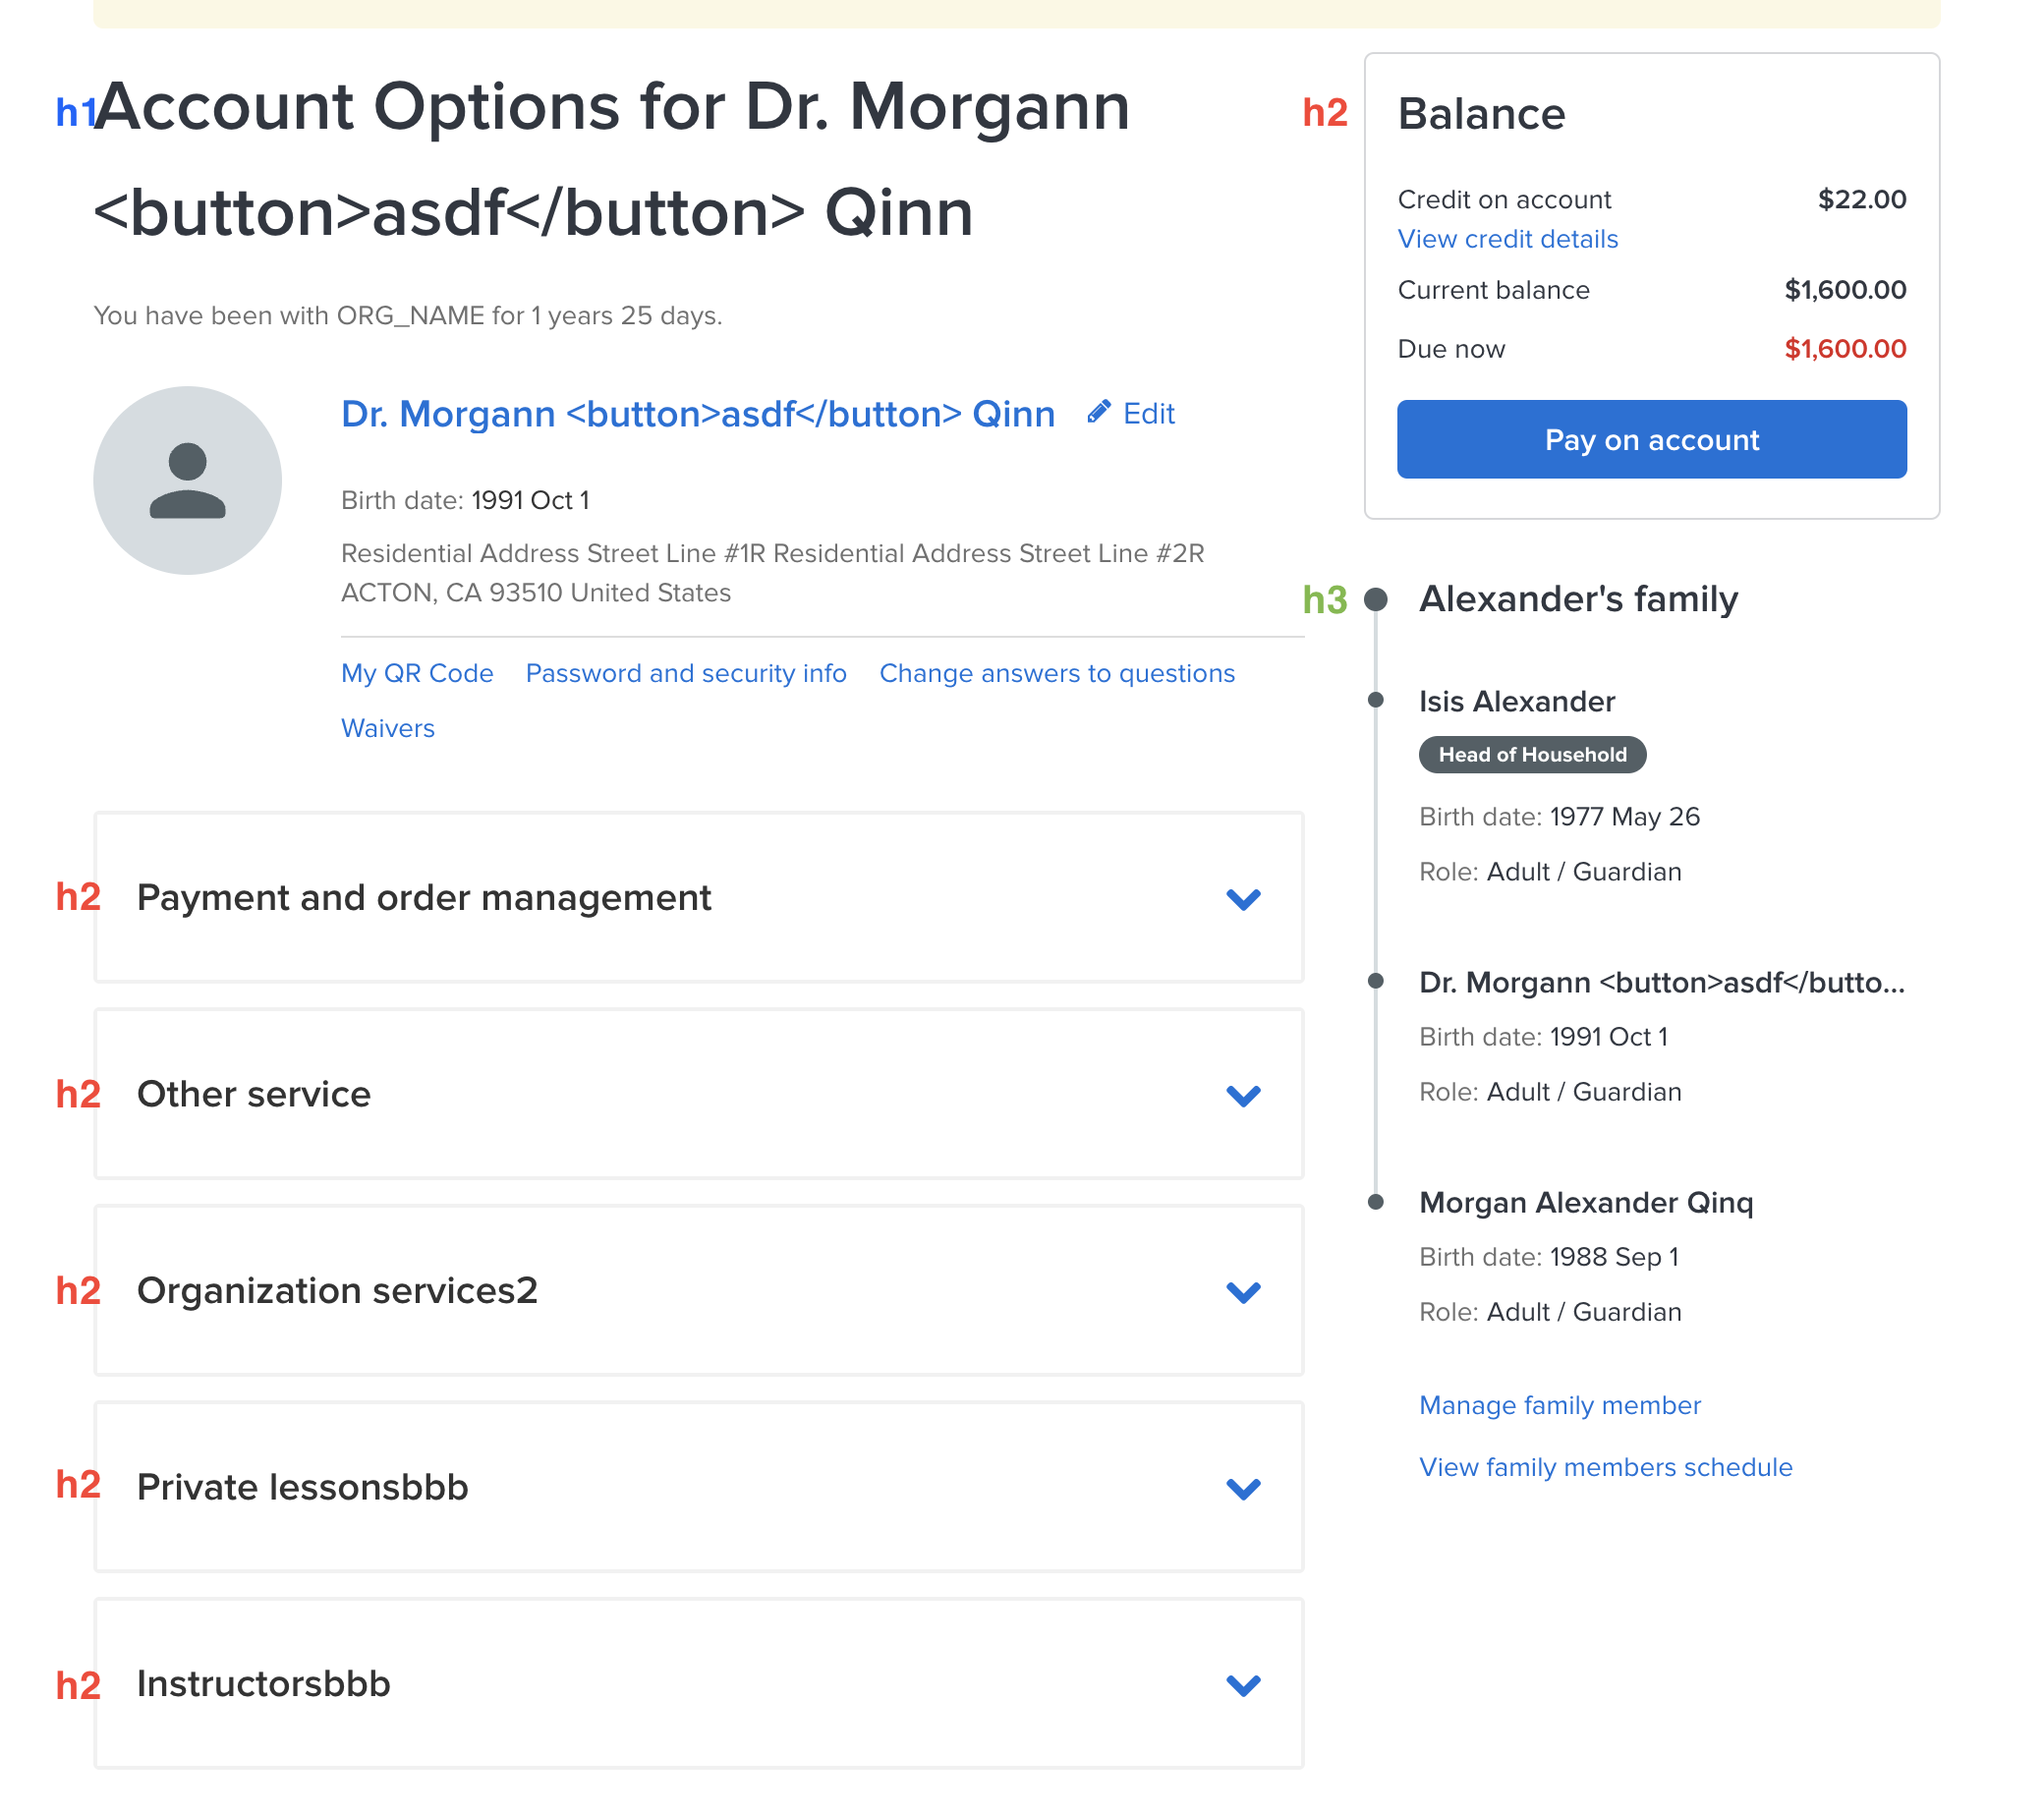 h1 Account Options for Dr. Morgann
<button>asdf</button> Qinn
You have been with ORG_NAME for 1 years 25 days.
Dr. Morgann <button>asdf</button> Qinn Edit
Birth date: 1991 Oct 1
Residential Address Street Line #1R Residential Address Street Line #2R
ACTON, CA 93510 United States
My QR Code Password and security info Change answers to questions
Waivers
h2 Payment and order management
h2 Other service
h2 Organization services2
h2 Private lessonsbbb
h2 Instructorsbbb
h2 Balance
Credit on account $22.00
View credit details
Current balance $1,600.00
Due now $1,600.00
Pay on account
h3 Alexander's family
Isis Alexander
Head of Household
Birth date: 1977 May 26
Role: Adult / Guardian
Dr. Morgann <button>asdf</butto...
Birth date: 1991 Oct 1
Role: Adult / Guardian
Morgan Alexander Qinq
Birth date: 1988 Sep 1
Role: Adult / Guardian
Manage family member
View family members schedule